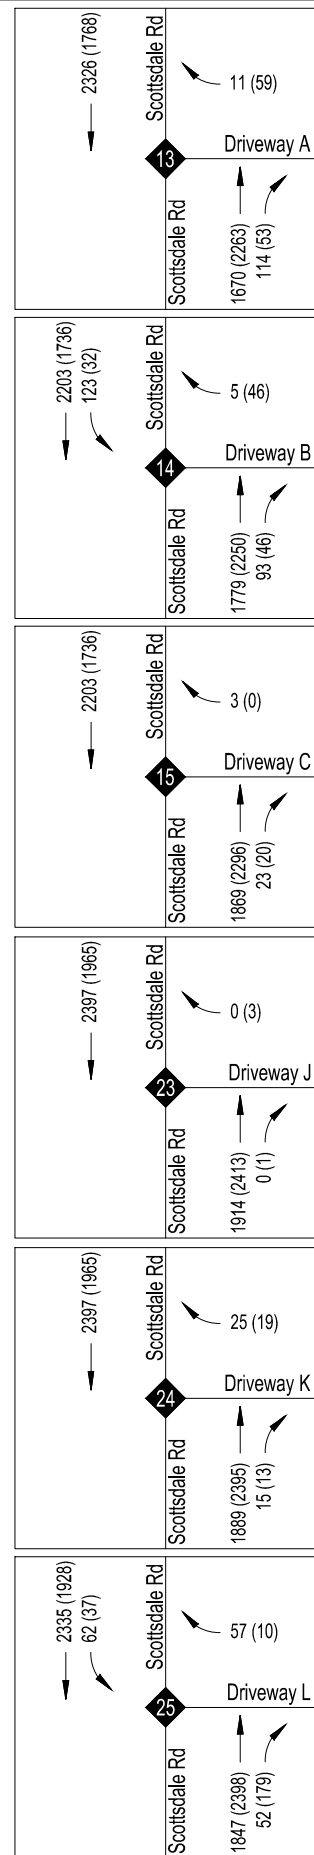 2326 (1768)
Scottsdale Rd
11 (59)
13
Driveway A
Scottsdale Rd
1670 (2263)
114 (53)
2203 (1736)
123 (32)
Scottsdale Rd
5 (46)
14
Driveway B
Scottsdale Rd
1779 (2250)
93 (46)
2203 (1736)
Scottsdale Rd
3 (0)
15
Driveway C
Scottsdale Rd
1869 (2296)
23 (20)
2397 (1965)
Scottsdale Rd
0 (3)
23
Driveway J
Scottsdale Rd
1914 (2413)
0 (1)
2397 (1965)
Scottsdale Rd
25 (19)
24
Driveway K
Scottsdale Rd
1889 (2395)
15 (13)
2335 (1928)
62 (37)
Scottsdale Rd
57 (10)
25
Driveway L
Scottsdale Rd
1847 (2398)
52 (179)